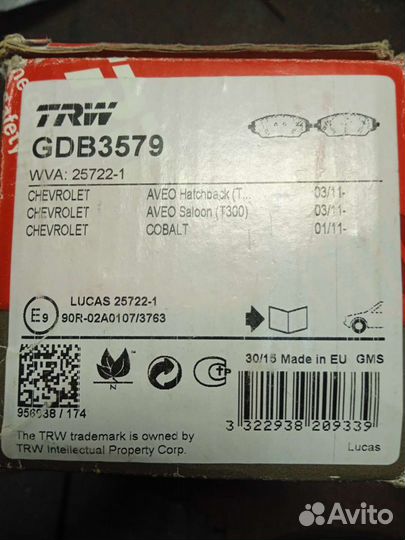 TRW
GDB3579
WVA: 25722-1
CHEVROLET AVEO Hatchback (T... 03/11-
CHEVROLET AVEO Saloon (T300) 03/11-
CHEVROLET COBALT 01/11-
LUCAS 25722-1
E9 90R-02A0107/3763
30/15 Made in EU GMS
N
956938 / 174
3 322938 209339
The TRW trademark is owned by
TRW Intellectual Property Corp.
Lucas
Avito